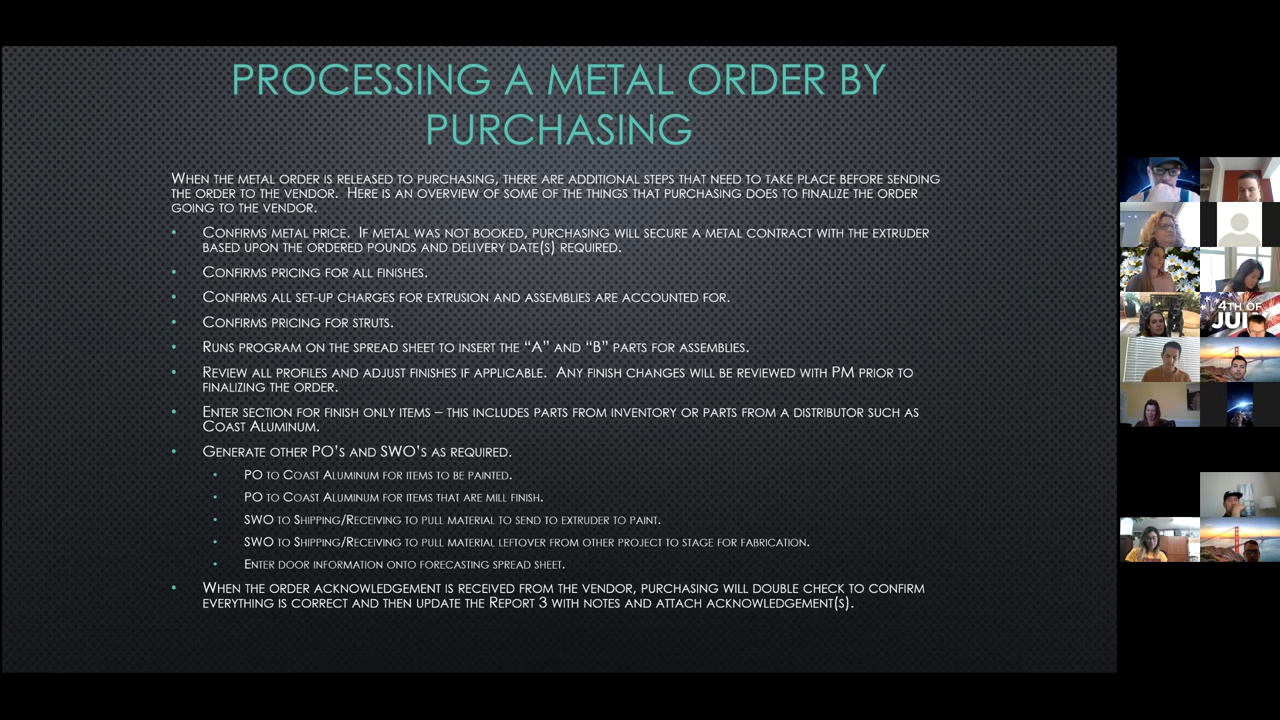 PROCESSING A METAL ORDER BY
PURCHASING
WHEN THE METAL ORDER IS RELEASED TO PURCHASING, THERE ARE ADDITIONAL STEPS THAT NEED TO TAKE PLACE BEFORE SENDING
THE ORDER TO THE VENDOR. HERE IS AN OVERVIEW OF SOME OF THE THINGS THAT PURCHASING DOES TO FINALIZE THE ORDER
GOING TO THE VENDOR.
• CONFIRMS METAL PRICE. IF METAL WAS NOT BOOKED, PURCHASING WILL SECURE A METAL CONTRACT WITH THE EXTRUDER
BASED UPON THE ORDERED POUNDS AND DELIVERY DATE(S) REQUIRED.
• CONFIRMS PRICING FOR ALL FINISHES.
• CONFIRMS ALL SET-UP CHARGES FOR EXTRUSION AND ASSEMBLIES ARE ACCOUNTED FOR.
• CONFIRMS PRICING FOR STRUTS.
• RUNS PROGRAM ON THE SPREAD SHEET TO INSERT THE “A” AND “B” PARTS FOR ASSEMBLIES.
• REVIEW ALL PROFILES AND ADJUST FINISHES IF APPLICABLE. ANY FINISH CHANGES WILL BE REVIEWED WITH PM PRIOR TO
FINALIZING THE ORDER.
• ENTER SECTION FOR FINISH ONLY ITEMS – THIS INCLUDES PARTS FROM INVENTORY OR PARTS FROM A DISTRIBUTOR SUCH AS
COAST ALUMINUM.
• GENERATE OTHER PO’S AND SWO’S AS REQUIRED.
• PO TO COAST ALUMINUM FOR ITEMS TO BE PAINTED.
• PO TO COAST ALUMINUM FOR ITEMS THAT ARE MILL FINISH.
• SWO TO SHIPPING/RECEIVING TO PULL MATERIAL TO SEND TO EXTRUDER TO PAINT.
• SWO TO SHIPPING/RECEIVING TO PULL MATERIAL LEFTOVER FROM OTHER PROJECT TO STAGE FOR FABRICATION.
• ENTER DOOR INFORMATION ONTO FORECASTING SPREAD SHEET.
• WHEN THE ORDER ACKNOWLEDGEMENT IS RECEIVED FROM THE VENDOR, PURCHASING WILL DOUBLE CHECK TO CONFIRM
EVERYTHING IS CORRECT AND THEN UPDATE THE REPORT 3 WITH NOTES AND ATTACH ACKNOWLEDGEMENT(S).
4TH OF